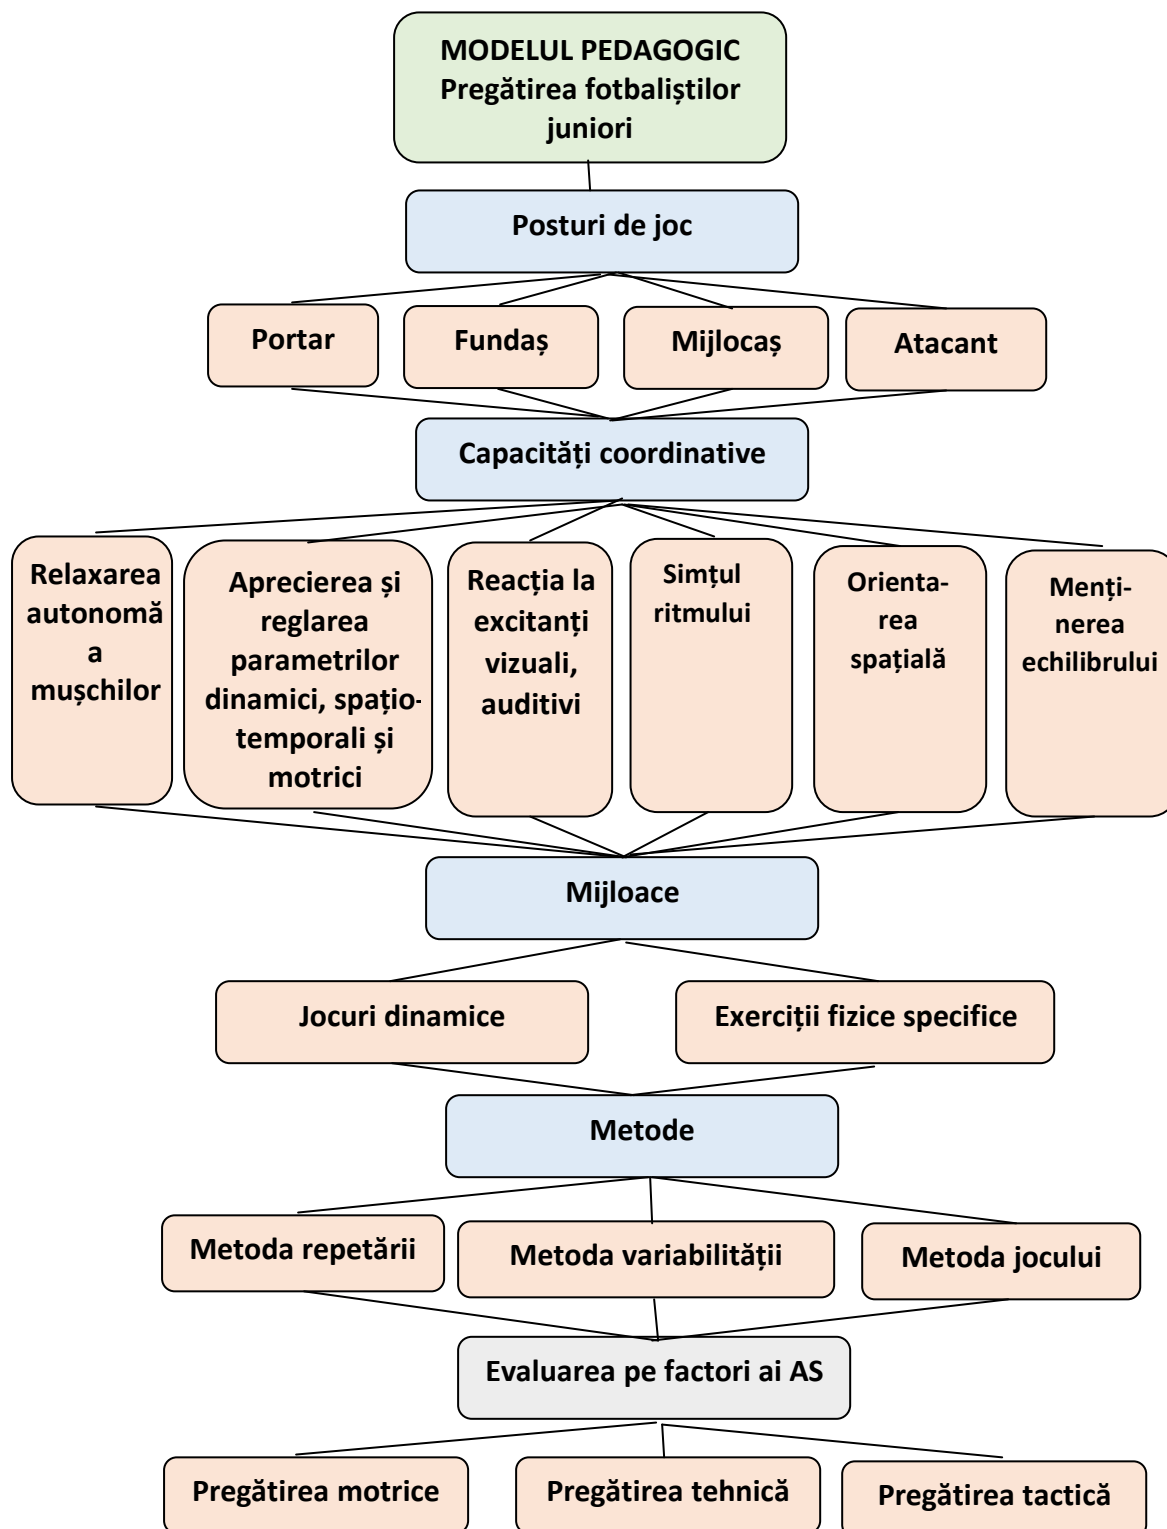 MODELUL PEDAGOGIC
Pregătirea fotbaliștilor
juniori
Posturi de joc
Portar
Fundaș
Mijlocaș
Atacant
Capacități coordinative
Relaxarea
autonomă
a
mușchilor
Aprecierea și
reglarea
parametrilor
dinamici, spațio-
temporali și
motrici
Reacția la
excitanți
vizuali,
auditivi
Simțul
ritmului
Orienta-
rea
spațială
Menți-
nerea
echilibrului
Mijloace
Jocuri dinamice
Exerciții fizice specifice
Metode
Metoda repetării
Metoda variabilității
Metoda jocului
Evaluarea pe factori ai AS
Pregătirea motrice
Pregătirea tehnică
Pregătirea tactică